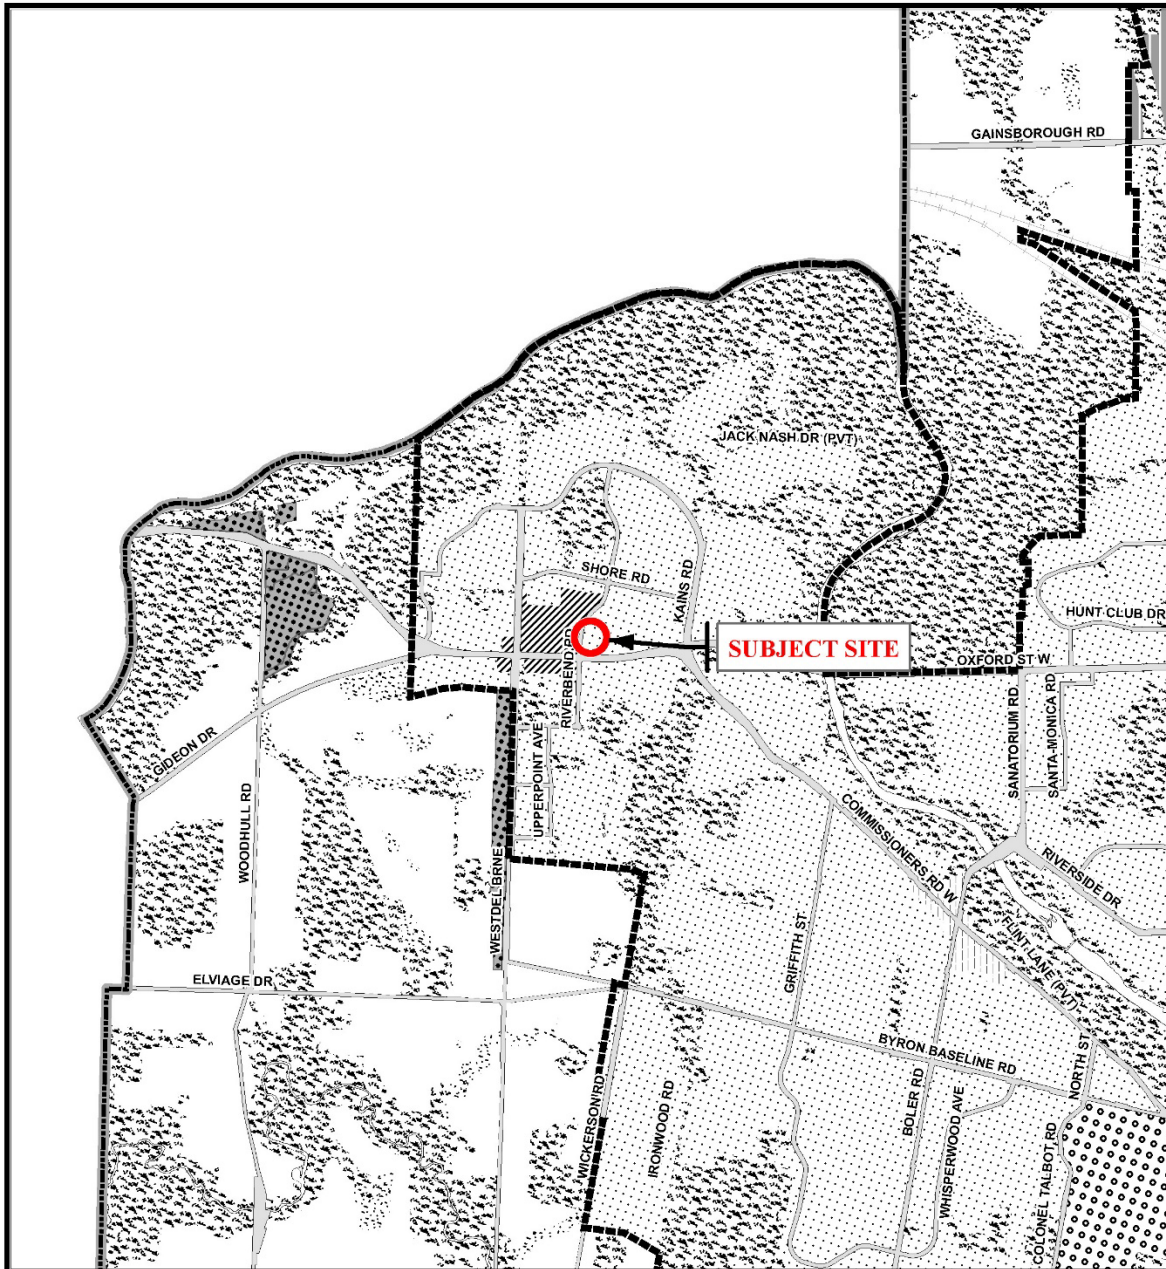 GAINSBOROUGH RD
JACK NASH DR (PVT)
SHORE RD
KAINS RD
HUNT CLUB DR
RIVERBEND RD
SUBJECT SITE
OXFORD ST W
GIDEON DR
WOODHULL RD
UPPERPOINT AVE
SANATORIUM RD
SANTA-MONICA RD
COMMISSIONERS RD W
RIVERSIDE DR
WESTDEL BRNE
GRIFFITH ST
FLINT LANE (PVT)
ELVIAGE DR
BYRON BASELINE RD
NORTH ST
WICKERSON RD
IRONWOOD RD
BOLER RD
WHISPERWOOD AVE
COLONEL TALBOT RD